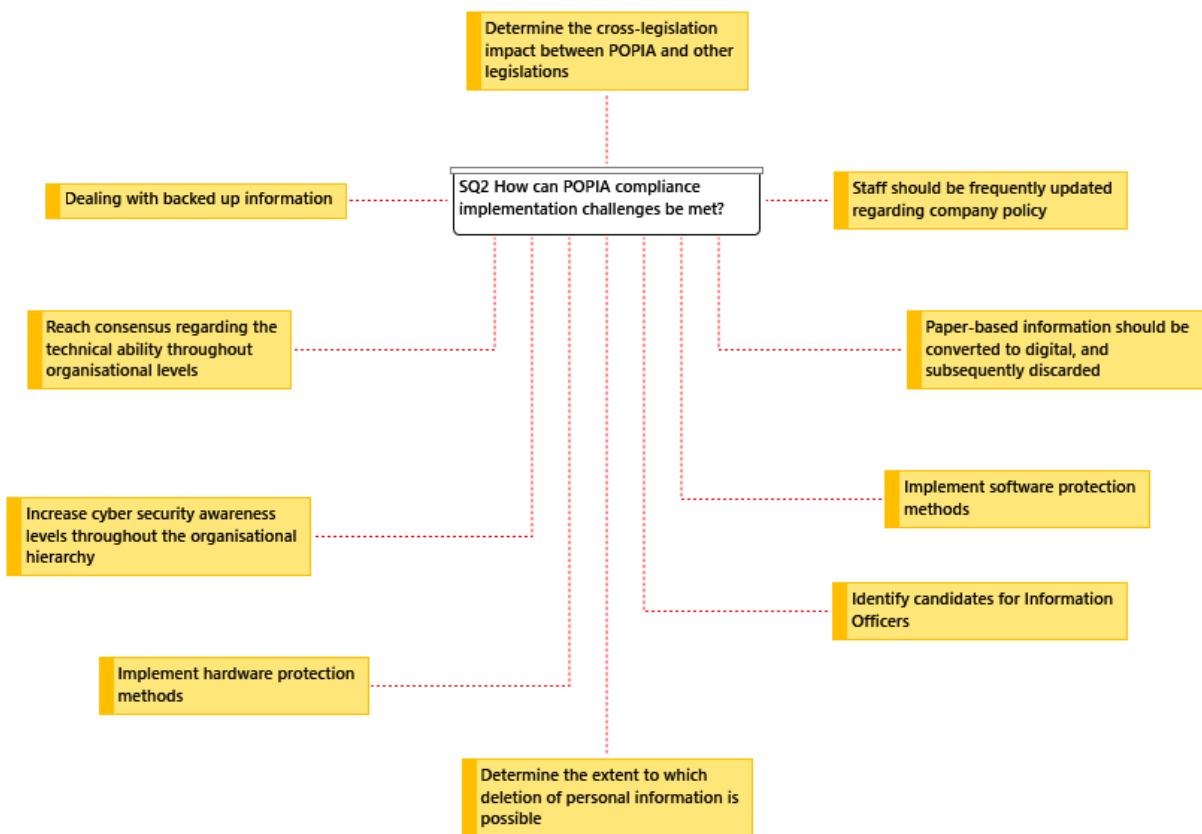 Determine the cross-legislation
impact between POPIA and other
legislations
SQ2 How can POPIA compliance
implementation challenges be met?
Dealing with backed up information
Staff should be frequently updated
regarding company policy
Reach consensus regarding the
technical ability throughout
organisational levels
Paper-based information should be
converted to digital, and
subsequently discarded
Increase cyber security awareness
levels throughout the organisational
hierarchy
Implement software protection
methods
Identify candidates for Information
Officers
Implement hardware protection
methods
Determine the extent to which
deletion of personal information is
possible